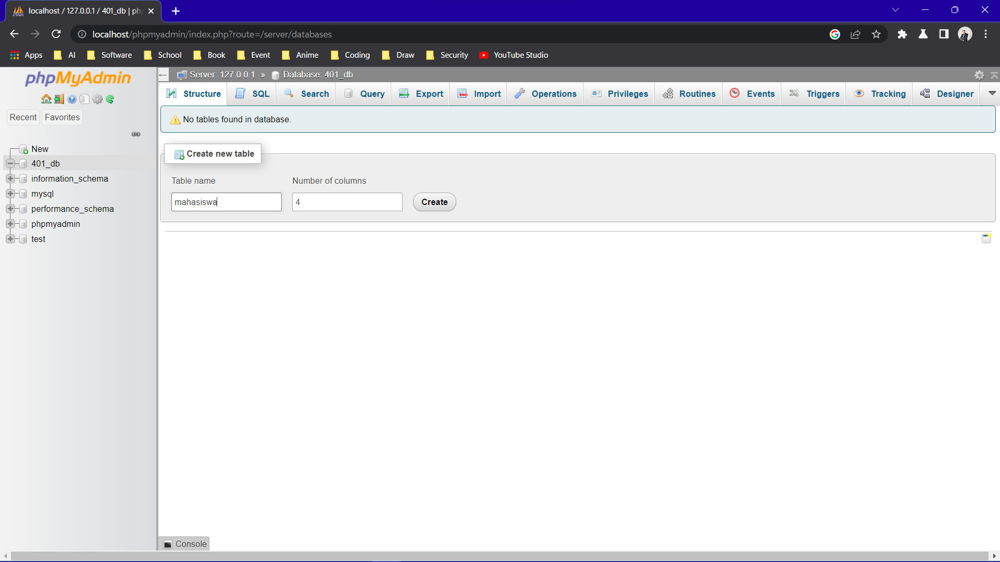 localhost / 127.0.0.1 / 401_db | ph
localhost/phpmyadmin/index.php?route=/server/databases
Apps AI Software School Book Event Anime Coding Draw Security YouTube Studio
phpMyAdmin
Recent Favorites
New
401_db
information_schema
mysql
performance_schema
phpmyadmin
test
Server: 127.0.0.1 » Database: 401_db
Structure SQL Search Query Export Import Operations Privileges Routines Events Triggers Tracking Designer
No tables found in database.
Create new table
Table name Number of columns
mahasiswa 4 Create
Console